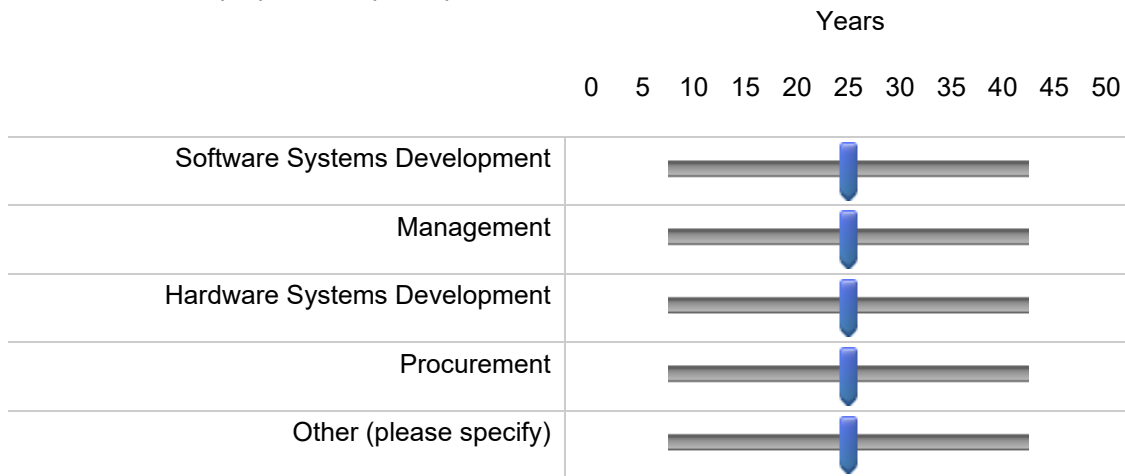 Years
0 5 10 15 20 25 30 35 40 45 50
Software Systems Development
Management
Hardware Systems Development
Procurement
Other (please specify)